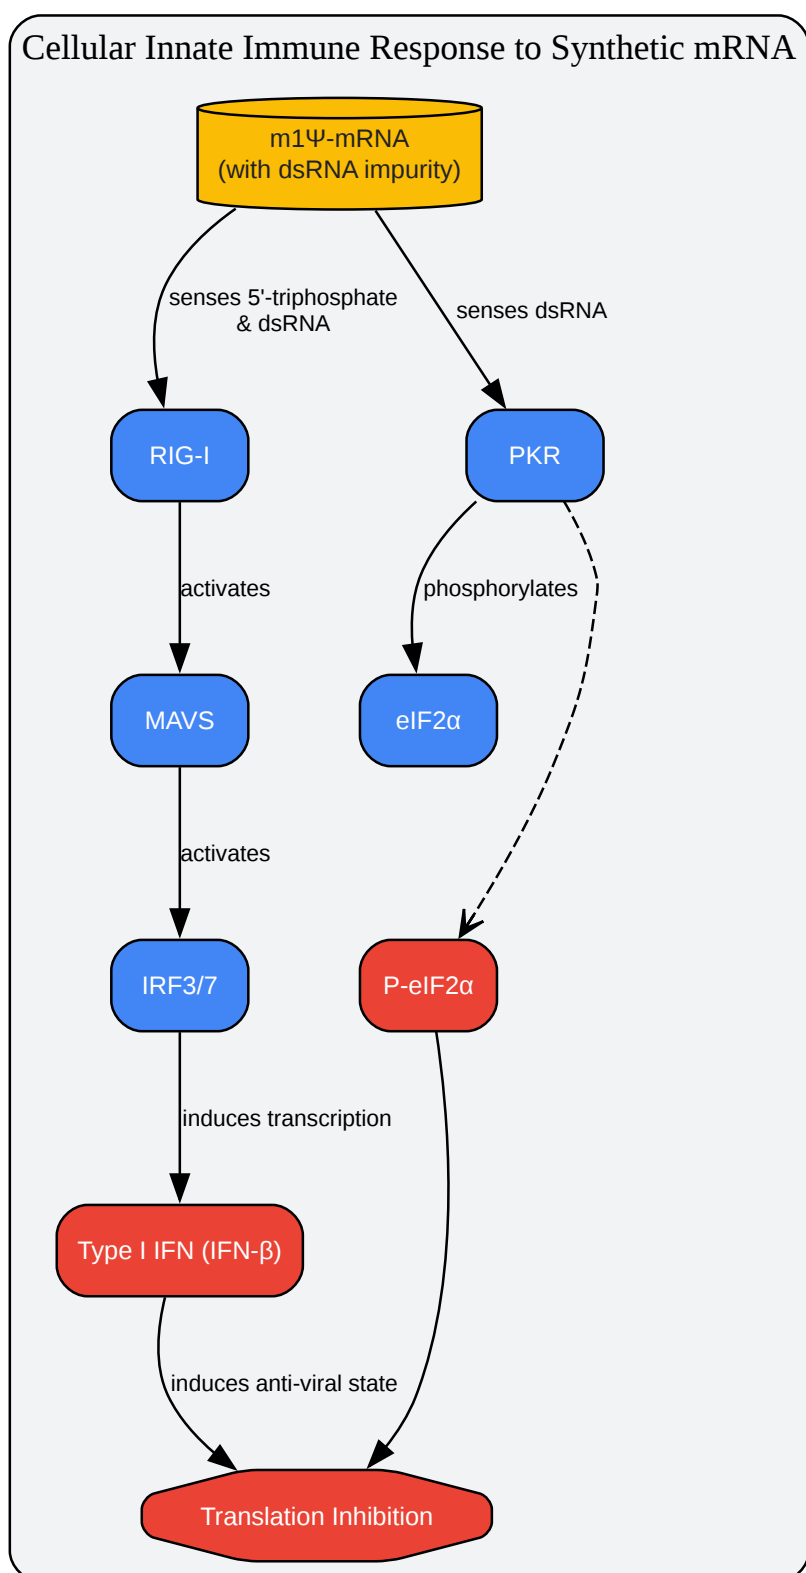 Cellular Innate Immune Response to Synthetic mRNA
m1Ψ-mRNA
(with dsRNA impurity)
senses 5'-triphosphate
& dsRNA
senses dsRNA
RIG-I
PKR
activates
phosphorylates
MAVS
eIF2α
activates
IRF3/7
P-eIF2α
induces transcription
Type I IFN (IFN-β)
induces anti-viral state
Translation Inhibition